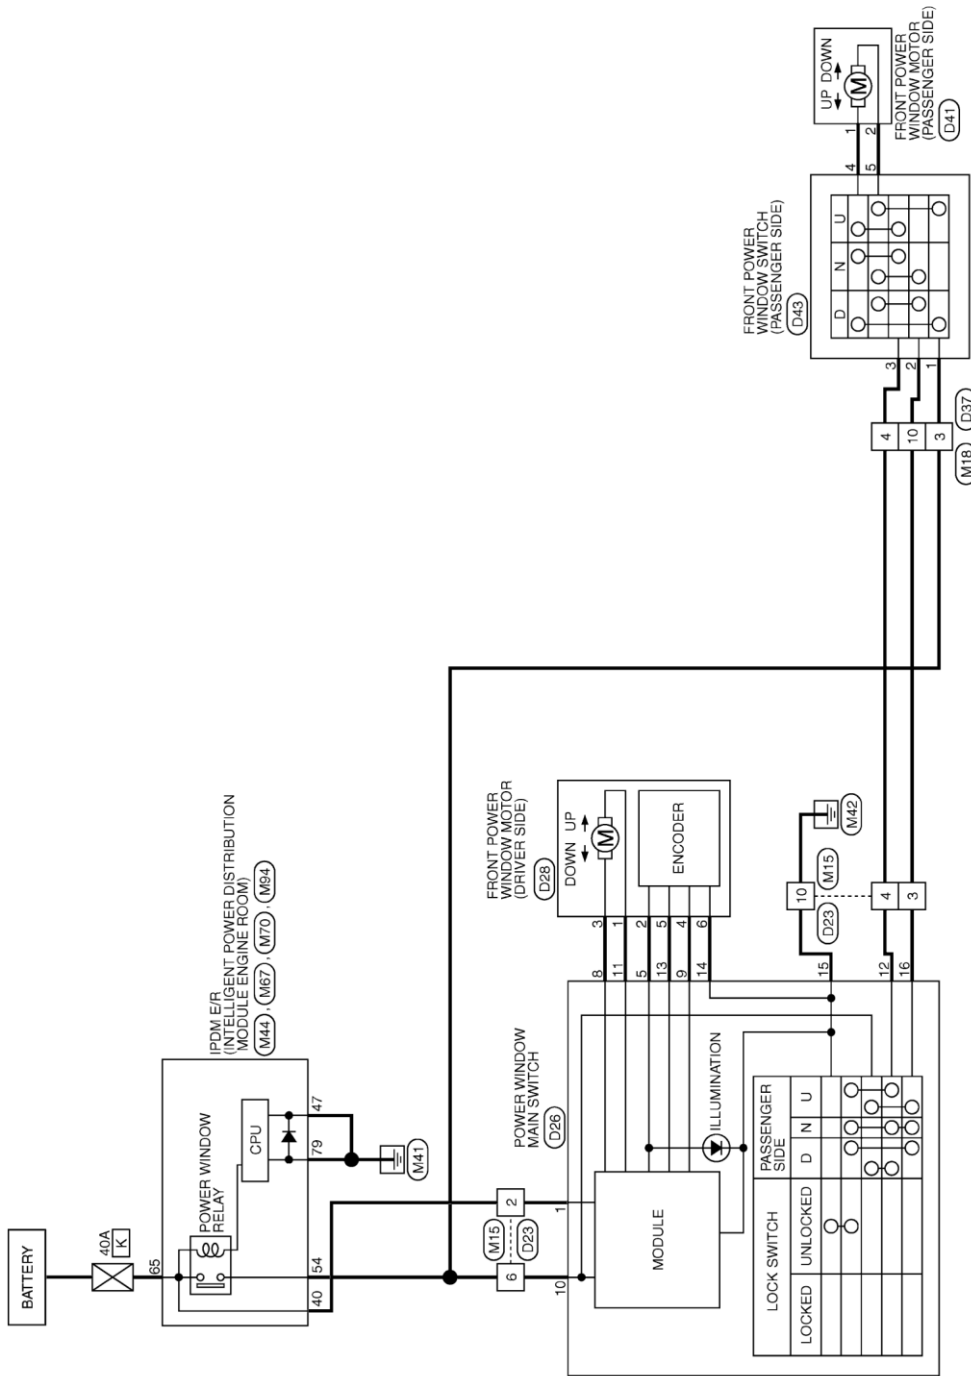 BATTERY
40A
K
65
IPDM E/R
(INTELLIGENT POWER DISTRIBUTION
MODULE ENGINE ROOM)
M44 , M67 , M70 , M94
POWER WINDOW
RELAY
CPU
40
54
79
47
M41
M15
D23
6
2
10
1
POWER WINDOW
MAIN SWITCH
D26
MODULE
ILLUMINATION
LOCK SWITCH
PASSENGER
SIDE
LOCKED
UNLOCKED
D
N
U
8
11
5
13
9
14
15
12
16
3
1
2
5
4
6
FRONT POWER
WINDOW MOTOR
(DRIVER SIDE)
D28
DOWN UP
M
ENCODER
10
D23
M15
4
3
M42
4
10
3
M18
D37
3
2
1
FRONT POWER
WINDOW SWITCH
(PASSENGER SIDE)
D43
D
N
U
4
5
1
2
UP DOWN
M
FRONT POWER
WINDOW MOTOR
(PASSENGER SIDE)
D41